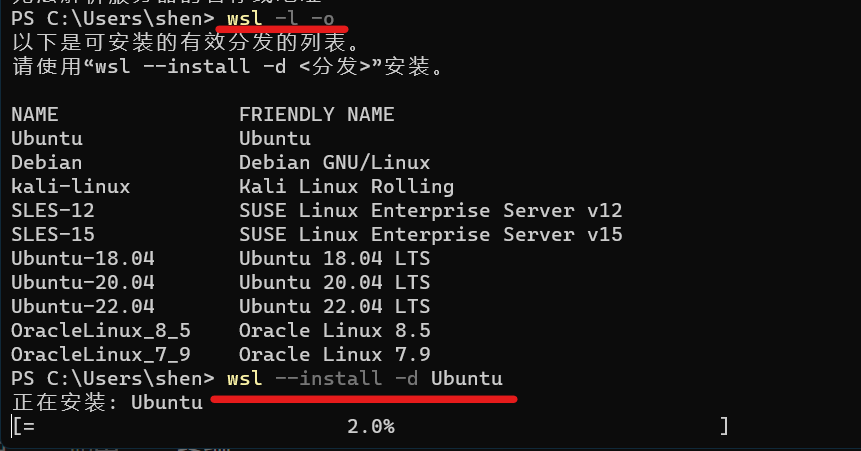 PS C:\Users\shen> wsl -l -o
以下是可安装的有效分发的列表。
请使用“wsl --install -d <分发>”安装。
NAME FRIENDLY NAME
Ubuntu Ubuntu
Debian Debian GNU/Linux
kali-linux Kali Linux Rolling
SLES-12 SUSE Linux Enterprise Server v12
SLES-15 SUSE Linux Enterprise Server v15
Ubuntu-18.04 Ubuntu 18.04 LTS
Ubuntu-20.04 Ubuntu 20.04 LTS
Ubuntu-22.04 Ubuntu 22.04 LTS
OracleLinux_8_5 Oracle Linux 8.5
OracleLinux_7_9 Oracle Linux 7.9
PS C:\Users\shen> wsl --install -d Ubuntu
正在安装: Ubuntu
[= 2.0% ]